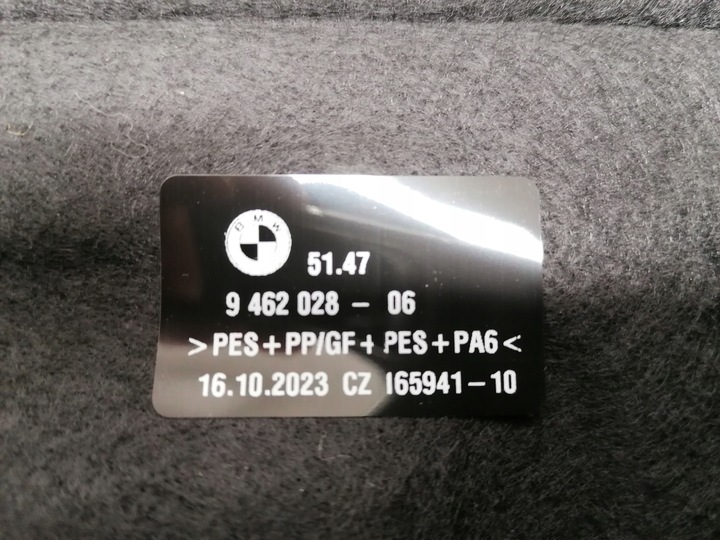 BMW
51.47
9 462 028 - 06
>PES+PP/GF+PES+PA6<
16.10.2023 CZ 165941-10